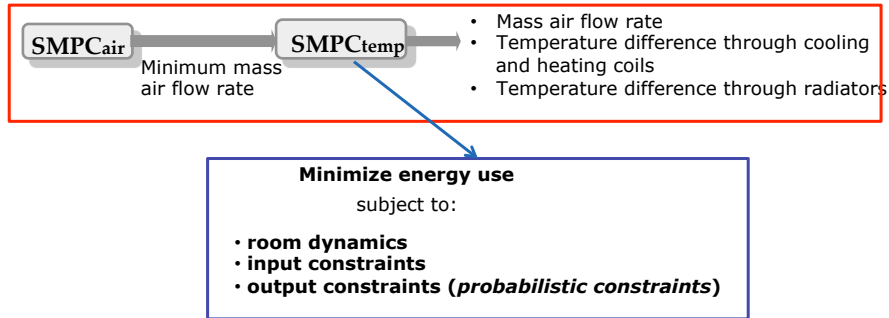 SMPCair
Minimum mass
air flow rate
SMPCtemp
• Mass air flow rate
• Temperature difference through cooling
and heating coils
• Temperature difference through radiators
Minimize energy use
subject to:
• room dynamics
• input constraints
• output constraints (probabilistic constraints)